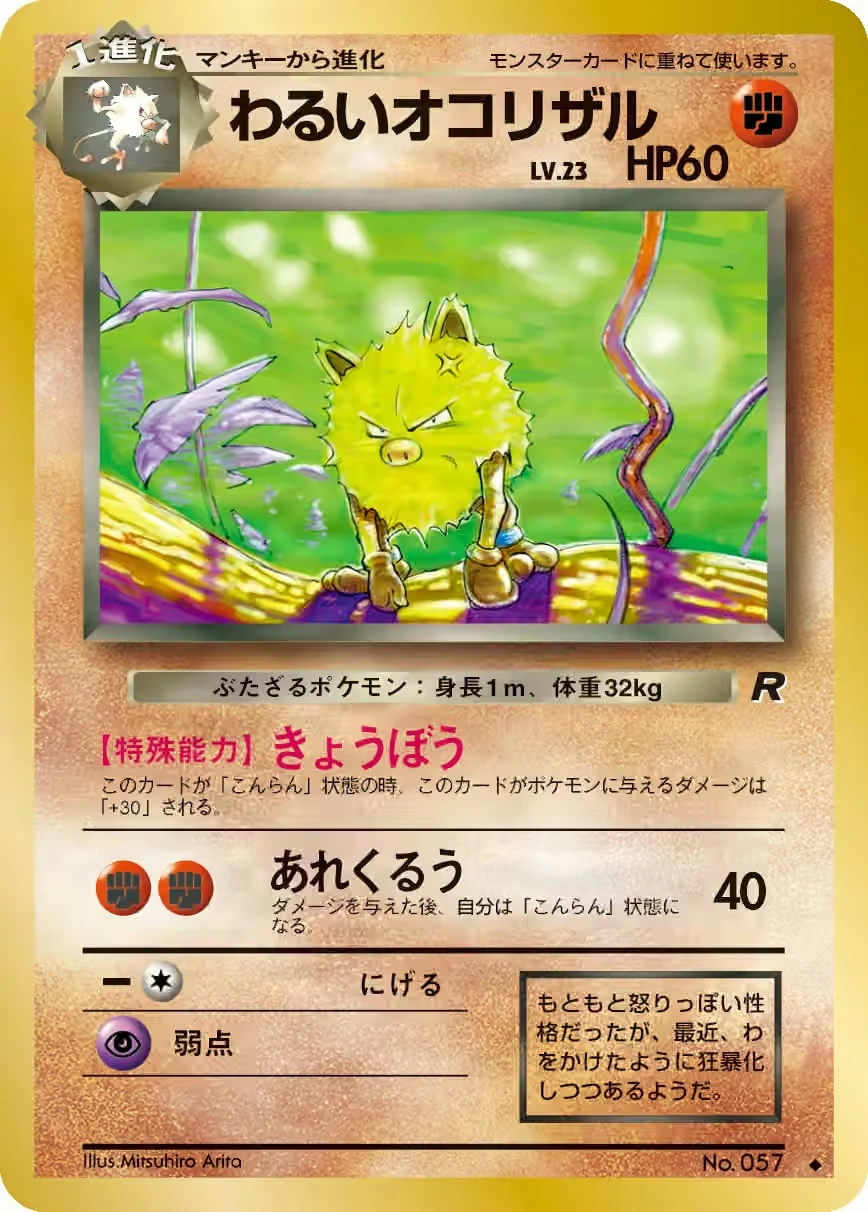 1進化
マンキーから進化
モンスターカードに重ねて使います。
わるいオコリザル
LV.23 HP60
ぶたざるポケモン：身長1m、体重32kg
R
【特殊能力】きょうぼう
このカードが「こんらん」状態の時、このカードがポケモンに与えるダメージは
「+30」される。
あれくるう 40
ダメージを与えた後、自分は「こんらん」状態に
なる。
にげる
弱点
もともと怒りっぽい性
格だったが、最近、わ
をかけたように狂暴化
しつつあるようだ。
Illus.Mitsuhiro Arita
No.057